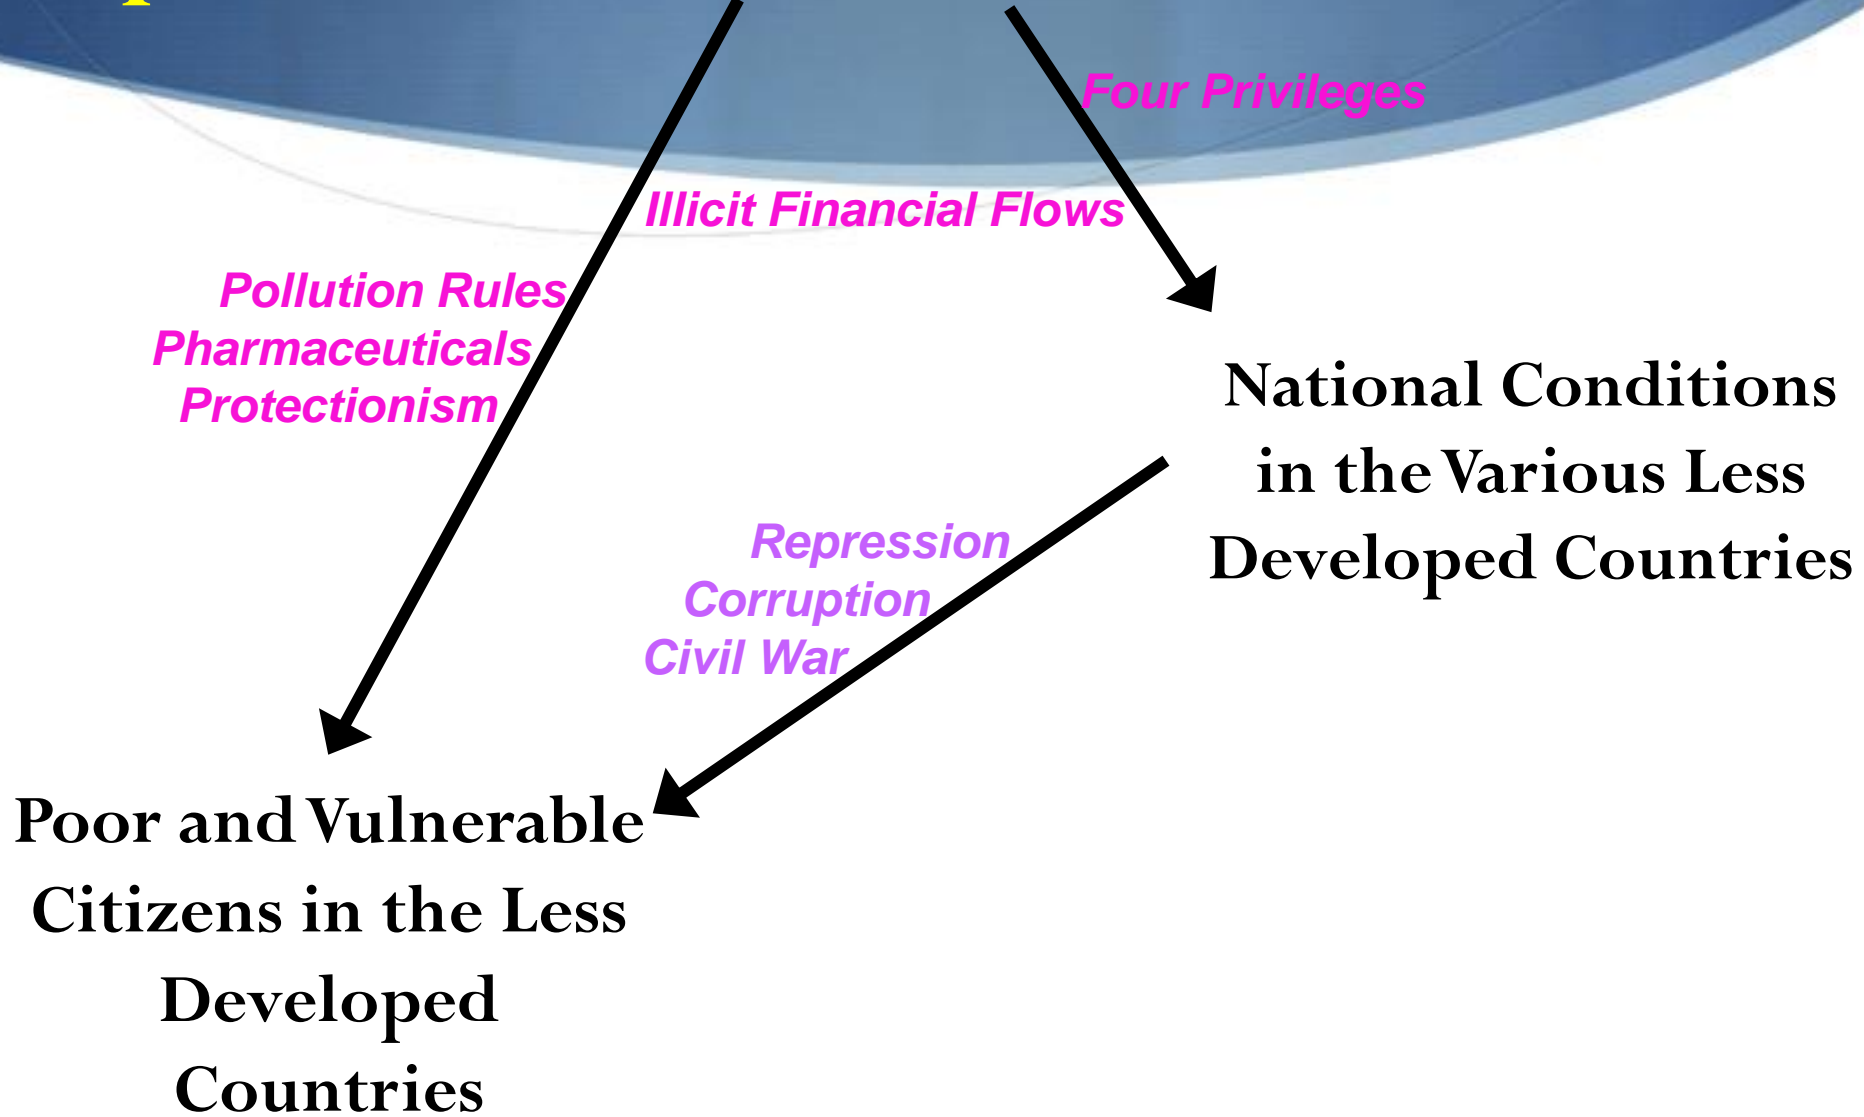 Four Privileges
Illicit Financial Flows
Pollution Rules
Pharmaceuticals
Protectionism
National Conditions
in the Various Less
Developed Countries
Repression
Corruption
Civil War
Poor and Vulnerable
Citizens in the Less
Developed
Countries